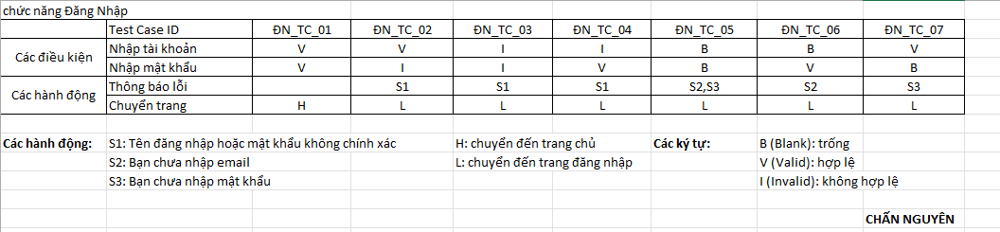 chức năng Đăng Nhập
Test Case ID ĐN_TC_01 ĐN_TC_02 ĐN_TC_03 ĐN_TC_04 ĐN_TC_05 ĐN_TC_06 ĐN_TC_07
Các điều kiện Nhập tài khoản V V I I B B V
Nhập mật khẩu V I I V B V B
Các hành động Thông báo lỗi S1 S1 S1 S2,S3 S2 S3
Chuyển trang H L L L L L L
Các hành động: S1: Tên đăng nhập hoặc mật khẩu không chính xác H: chuyển đến trang chủ Các ký tự: B (Blank): trống
S2: Bạn chưa nhập email L: chuyển đến trang đăng nhập V (Valid): hợp lệ
S3: Bạn chưa nhập mật khẩu I (Invalid): không hợp lệ
CHẤN NGUYÊN